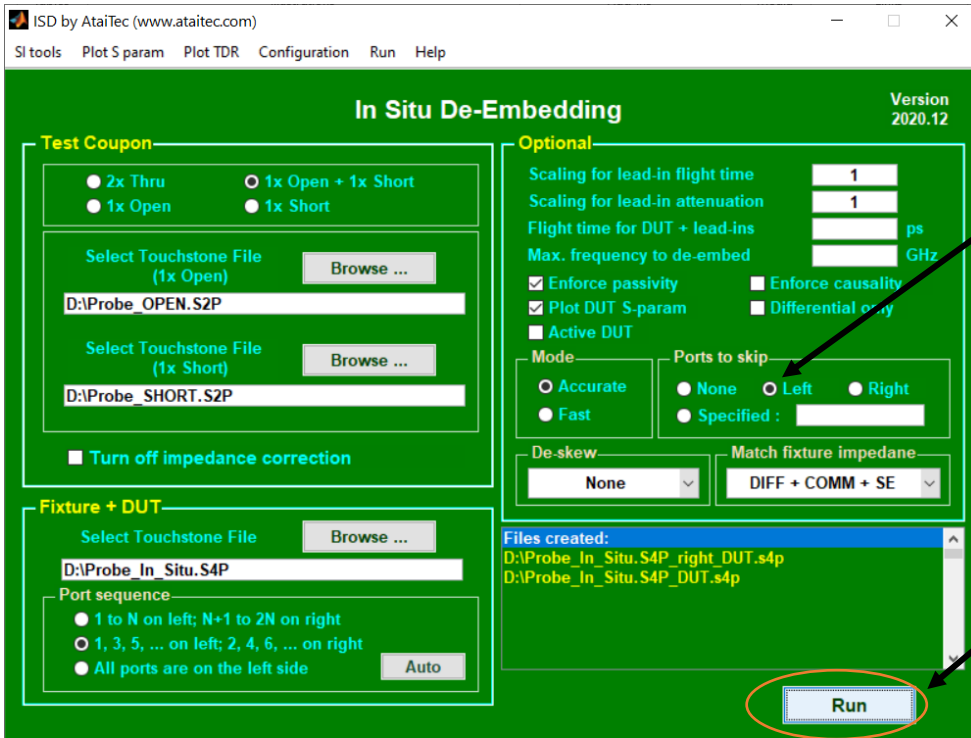 ISD by AtaiTec (www.ataitec.com)
SI tools Plot S param Plot TDR Configuration Run Help
In Situ De-Embedding
Version
2020.12
Test Coupon
2x Thru 1x Open + 1x Short
1x Open 1x Short
Select Touchstone File
(1x Open)
Browse ...
D:\Probe_OPEN.S2P
Select Touchstone File
(1x Short)
Browse ...
D:\Probe_SHORT.S2P
Turn off impedance correction
Fixture + DUT
Select Touchstone File Browse ...
D:\Probe_In_Situ.S4P
Port sequence
1 to N on left; N+1 to 2N on right
1, 3, 5, ... on left; 2, 4, 6, ... on right
All ports are on the left side Auto
Optional
Scaling for lead-in flight time 1
Scaling for lead-in attenuation 1
Flight time for DUT + lead-ins ps
Max. frequency to de-embed GHz
Enforce passivity Enforce causality
Plot DUT S-param Differential only
Active DUT
Mode
Accurate
Fast
Ports to skip
None Left Right
Specified :
De-skew
None
Match fixture impedane
DIFF + COMM + SE
Files created:
D:\Probe_In_Situ.S4P_right_DUT.s4p
D:\Probe_In_Situ.S4P_DUT.s4p
Run